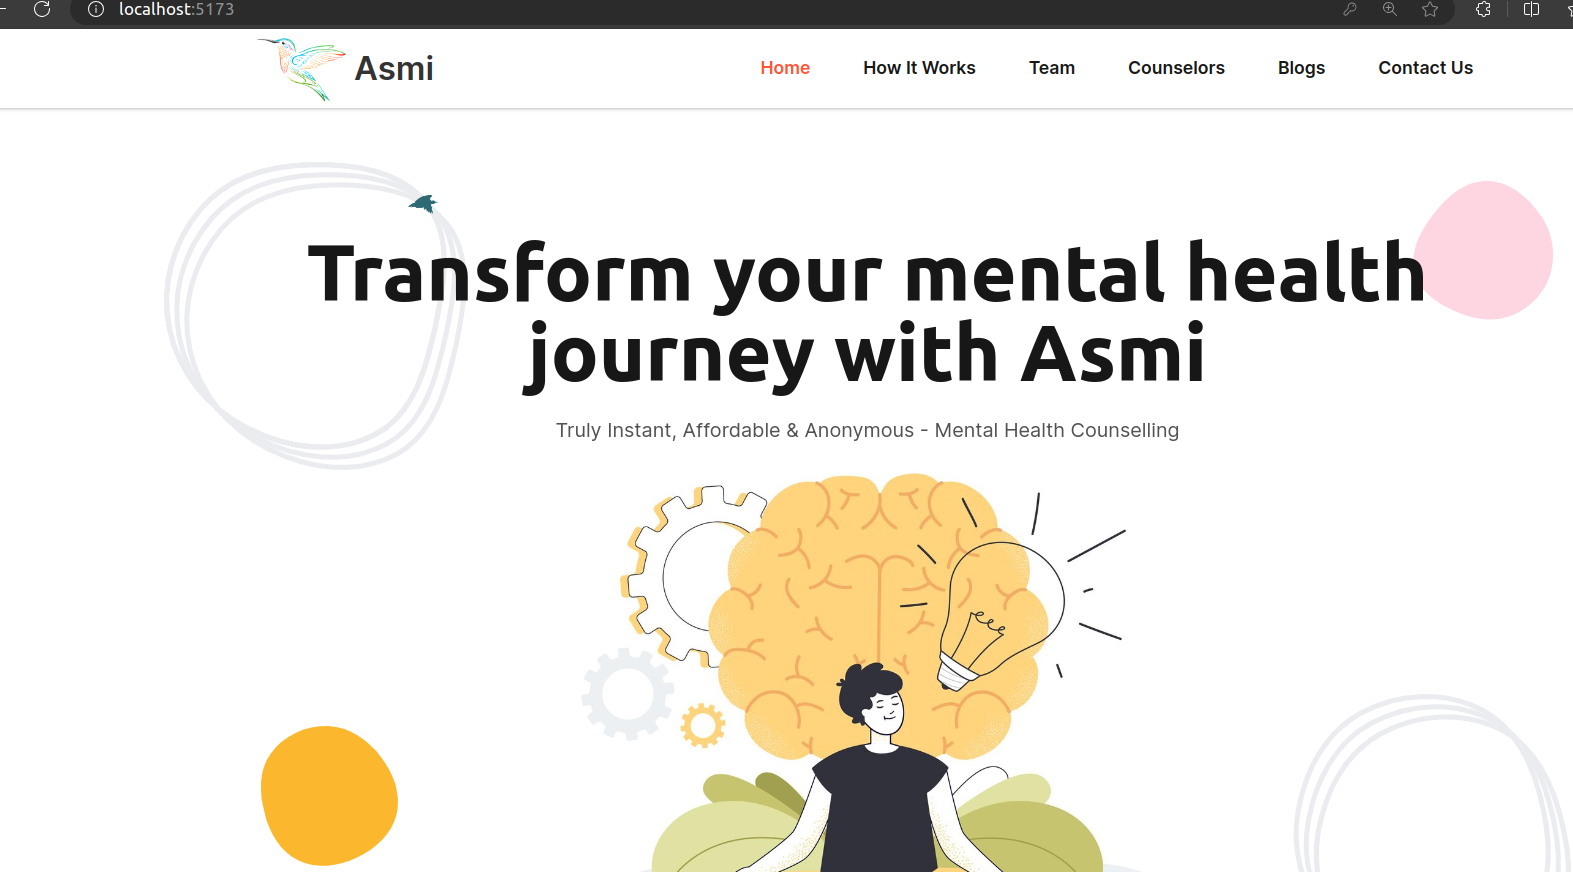 localhost:5173
Asmi
Home How It Works Team Counselors Blogs Contact Us
Transform your mental health
journey with Asmi
Truly Instant, Affordable & Anonymous - Mental Health Counselling